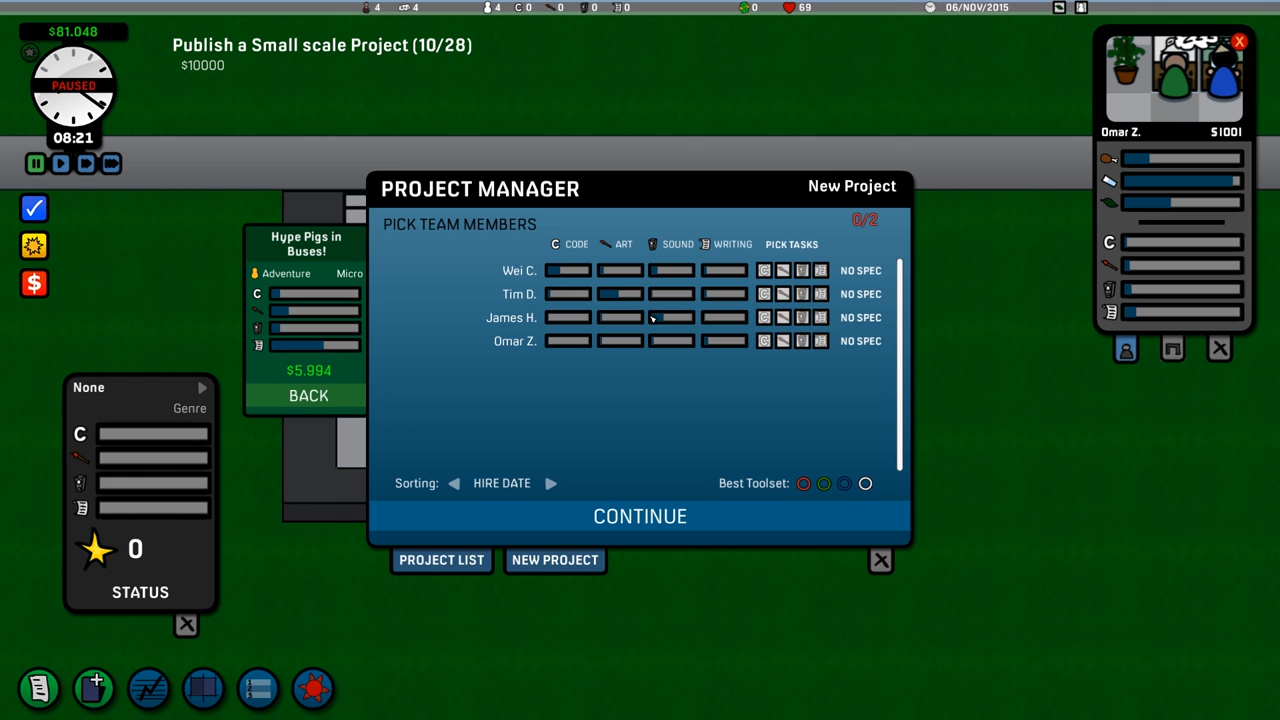 4 4 4 C 0 0 0 0 0 69 06/NOV/2015
$81.048
PAUSED
08:21
Publish a Small scale Project (10/28)
$10000
X
Omar Z. S1001
C
Hype Pigs in
Buses!
Adventure Micro
C
$5.994
BACK
None
Genre
C
0
STATUS
X
PROJECT MANAGER New Project
PICK TEAM MEMBERS 0/2
C CODE ART SOUND WRITING PICK TASKS
Wei C. C NO SPEC
Tim D. C NO SPEC
James H. C NO SPEC
Omar Z. C NO SPEC
Sorting: HIRE DATE Best Toolset:
CONTINUE
PROJECT LIST NEW PROJECT X
X
$